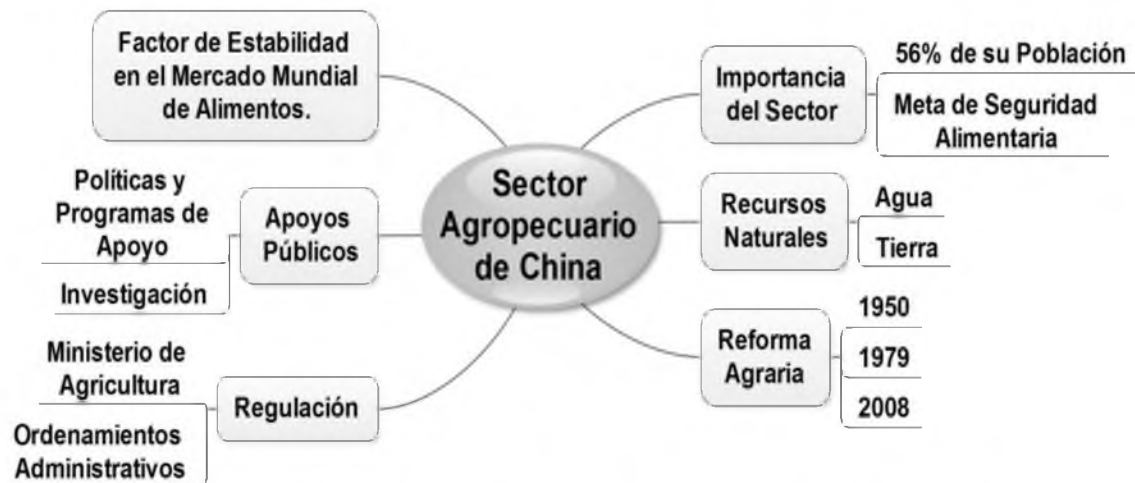 Factor de Estabilidad
en el Mercado Mundial
de Alimentos.
Políticas y
Programas de
Apoyo
Investigación
Apoyos
Públicos
Ministerio de
Agricultura
Ordenamientos
Administrativos
Regulación
Sector
Agropecuario
de China
Importancia
del Sector
56% de su Población
Meta de Seguridad
Alimentaria
Recursos
Naturales
Agua
Tierra
Reforma
Agraria
1950
1979
2008